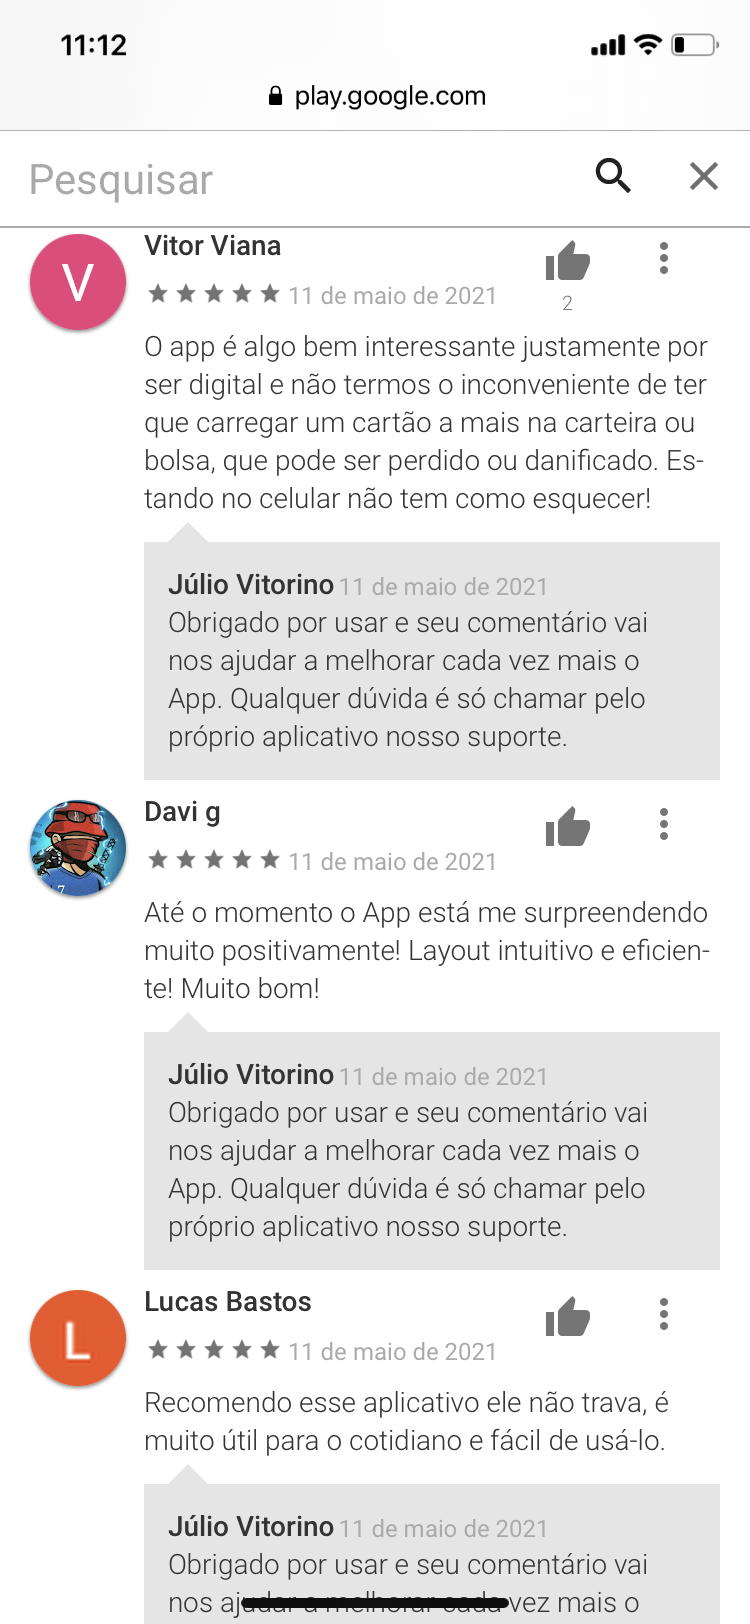 11:12
play.google.com
Pesquisar
V
Vitor Viana
11 de maio de 2021
2
O app é algo bem interessante justamente por
ser digital e não termos o inconveniente de ter
que carregar um cartão a mais na carteira ou
bolsa, que pode ser perdido ou danificado. Es-
tando no celular não tem como esquecer!
Júlio Vitorino 11 de maio de 2021
Obrigado por usar e seu comentário vai
nos ajudar a melhorar cada vez mais o
App. Qualquer dúvida é só chamar pelo
próprio aplicativo nosso suporte.
7
Davi g
11 de maio de 2021
Até o momento o App está me surpreendendo
muito positivamente! Layout intuitivo e eficien-
te! Muito bom!
Júlio Vitorino 11 de maio de 2021
Obrigado por usar e seu comentário vai
nos ajudar a melhorar cada vez mais o
App. Qualquer dúvida é só chamar pelo
próprio aplicativo nosso suporte.
L
Lucas Bastos
11 de maio de 2021
Recomendo esse aplicativo ele não trava, é
muito útil para o cotidiano e fácil de usá-lo.
Júlio Vitorino 11 de maio de 2021
Obrigado por usar e seu comentário vai
nos ajudar a melhorar cada vez mais o